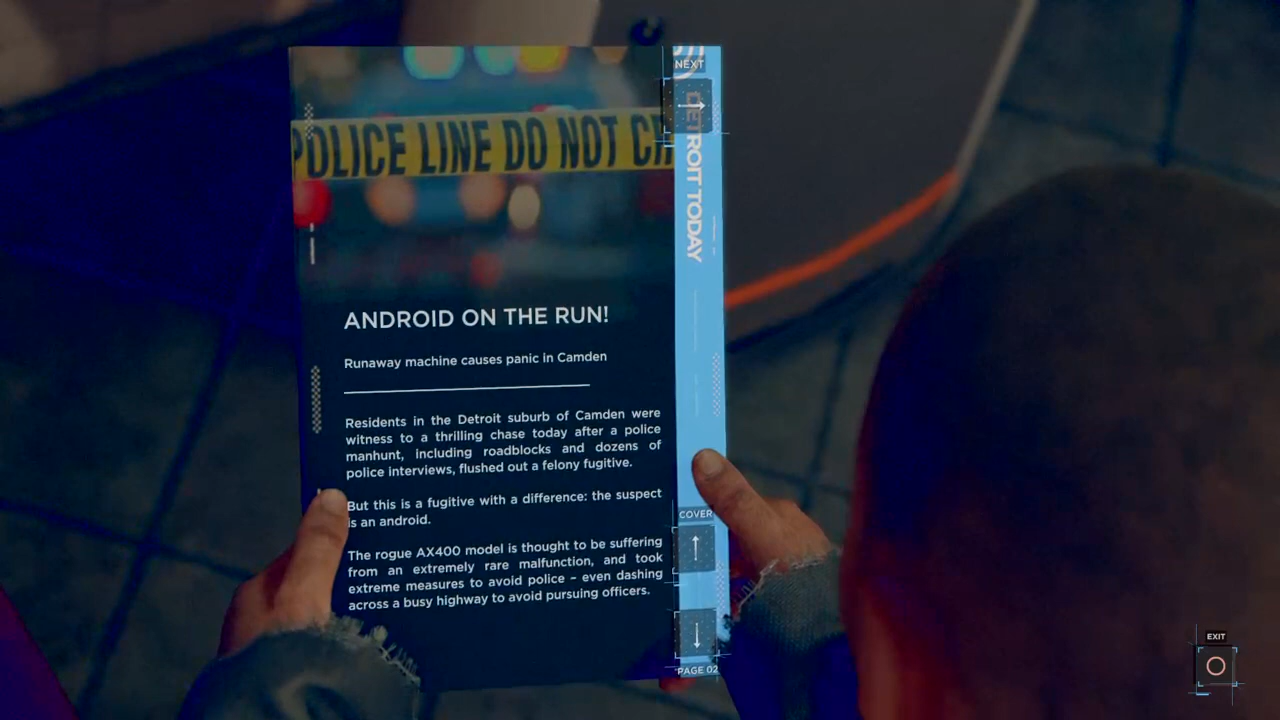 NEXT
POLICE LINE DO NOT
DETROIT TODAY
ANDROID ON THE RUN!
Runaway machine causes panic in Camden
Residents in the Detroit suburb of Camden were
witness to a thrilling chase today after a police
manhunt, including roadblocks and dozens of
police interviews, flushed out a felony fugitive.
But this is a fugitive with a difference: the suspect
is an android.
The rogue AX400 model is thought to be suffering
from an extremely rare malfunction, and took
extreme measures to avoid police – even dashing
across a busy highway to avoid pursuing officers.
COVER
PAGE 02
EXIT